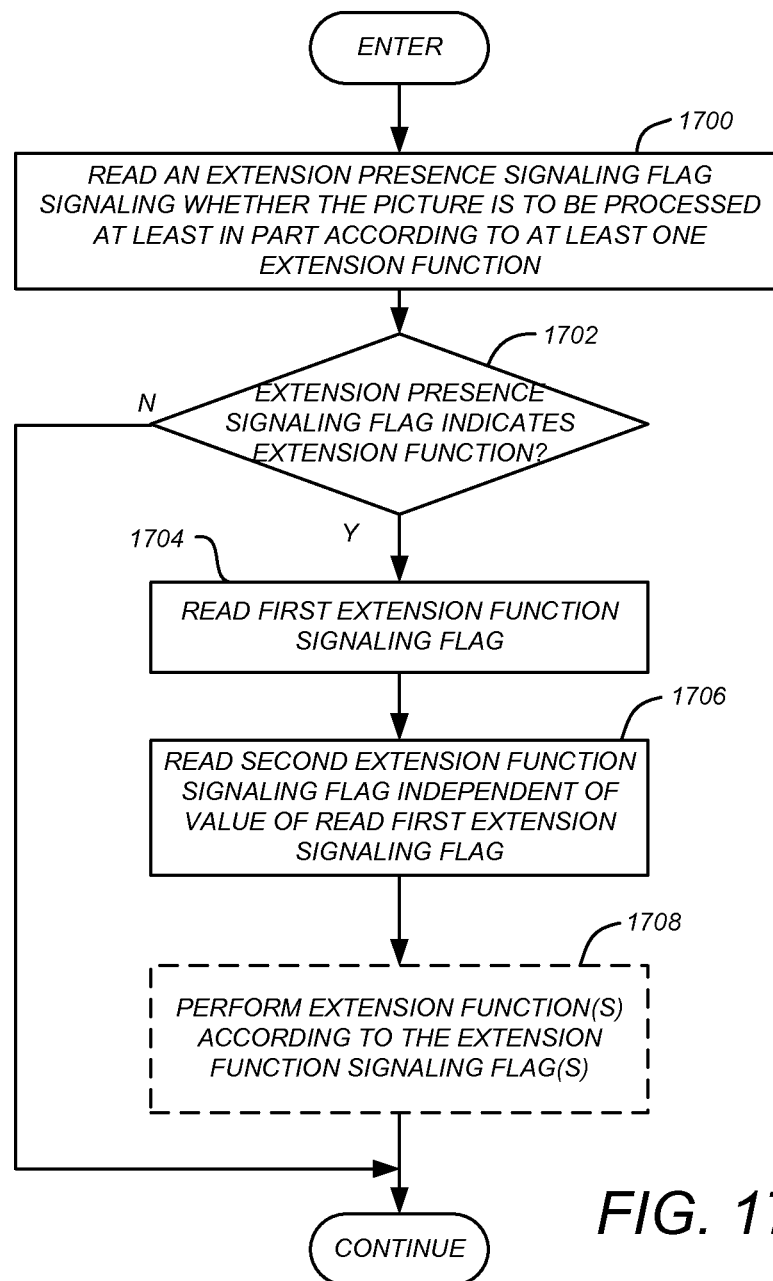 ENTER
1700
READ AN EXTENSION PRESENCE SIGNALING FLAG
SIGNALING WHETHER THE PICTURE IS TO BE PROCESSED
AT LEAST IN PART ACCORDING TO AT LEAST ONE
EXTENSION FUNCTION
1702
EXTENSION PRESENCE
SIGNALING FLAG INDICATES
EXTENSION FUNCTION?
N
Y
1704
READ FIRST EXTENSION FUNCTION
SIGNALING FLAG
1706
READ SECOND EXTENSION FUNCTION
SIGNALING FLAG INDEPENDENT OF
VALUE OF READ FIRST EXTENSION
SIGNALING FLAG
1708
PERFORM EXTENSION FUNCTION(S)
ACCORDING TO THE EXTENSION
FUNCTION SIGNALING FLAG(S)
CONTINUE
FIG. 17